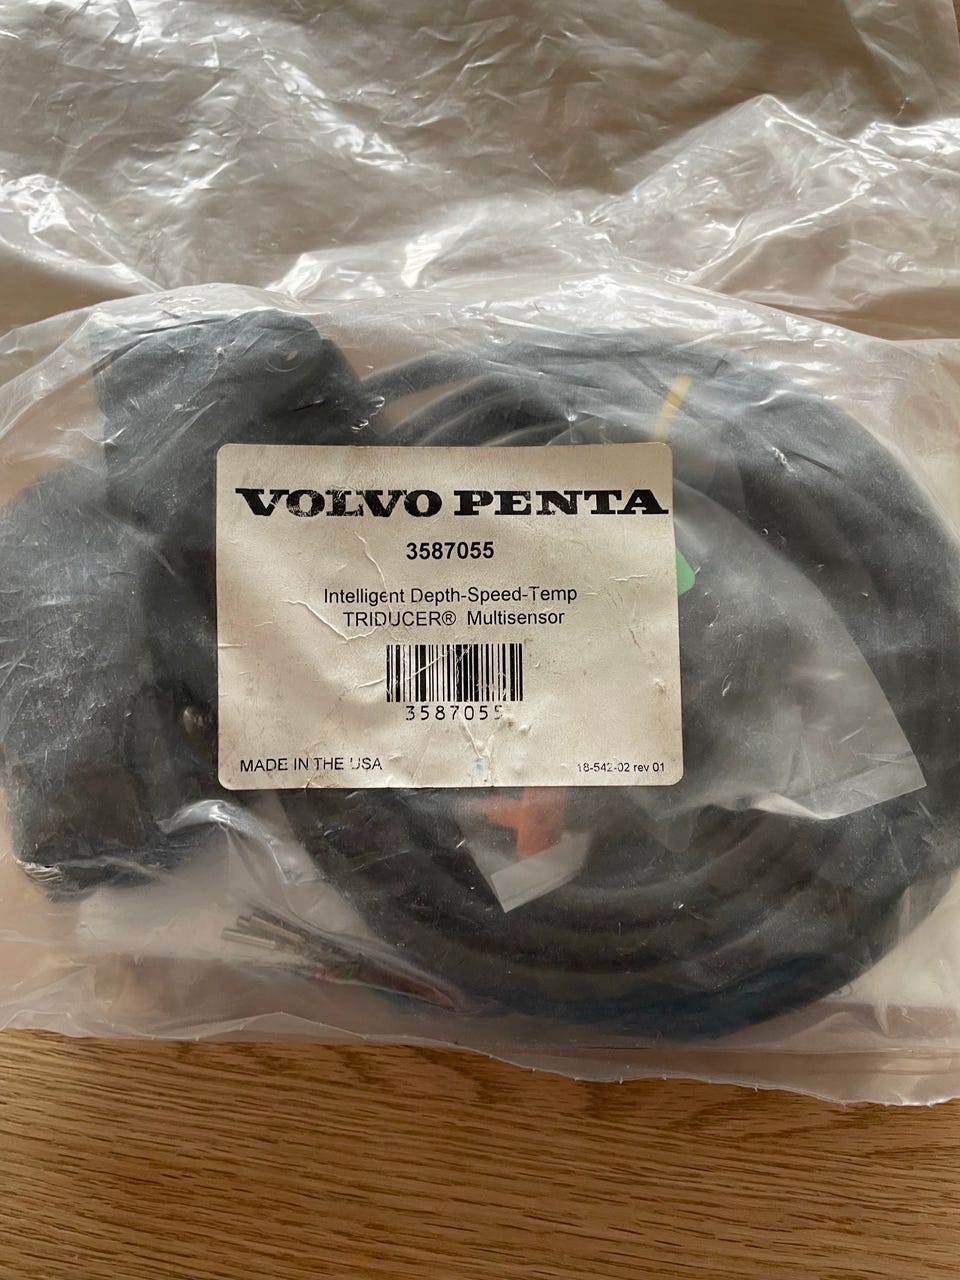 VOLVO PENTA
3587055
Intelligent Depth-Speed-Temp
TRIDUCER® Multisensor
3587055
MADE IN THE USA
18-542-02 rev 01